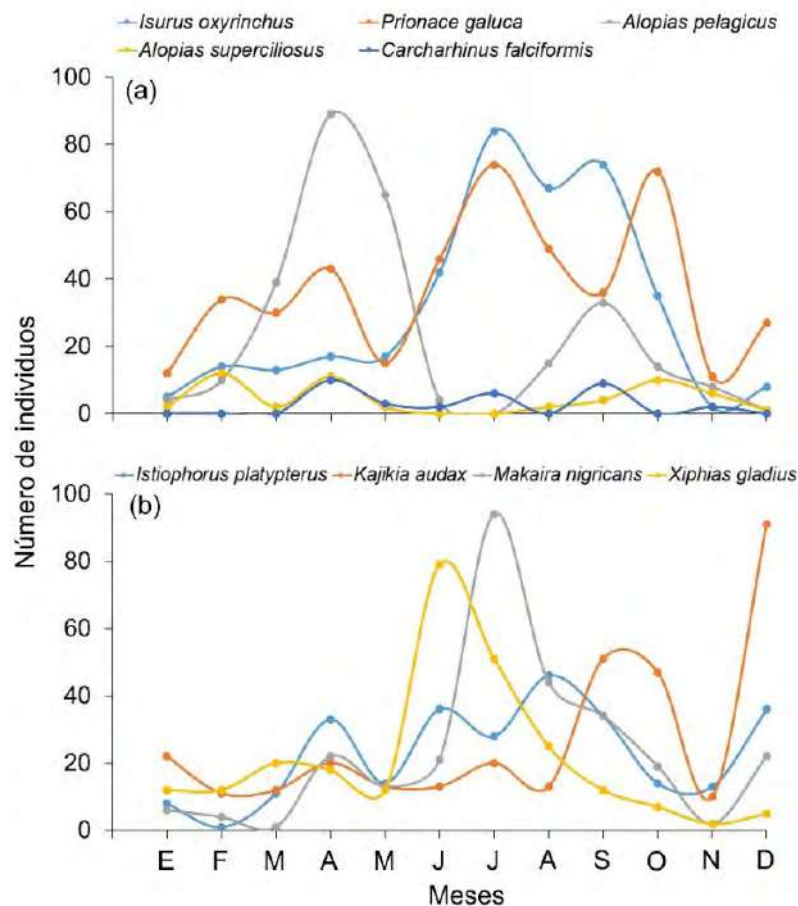 Isurus oxyrinchus Prionace galuca Alopias pelagicus
Alopias superciliosus Carcharhinus falciformis
100
(a)
80
60
40
20
0
Istiophorus platypterus Kajikia audax Makaira nigricans Xiphias gladius
100
(b)
80
60
40
20
0
Número de individuos
E F M A M J J A S O N D
Meses